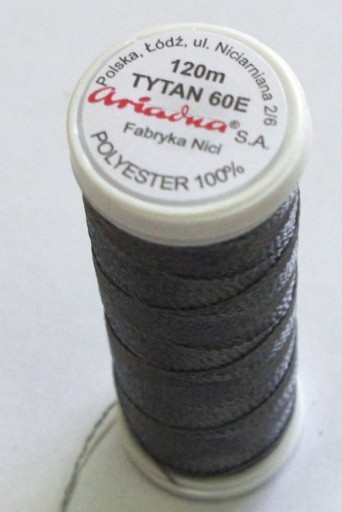 Polska, Łódź, ul. Niciarniana 2/6
120m
TYTAN 60E
ariadna® S.A.
Fabryka Nici
POLYESTER 100%